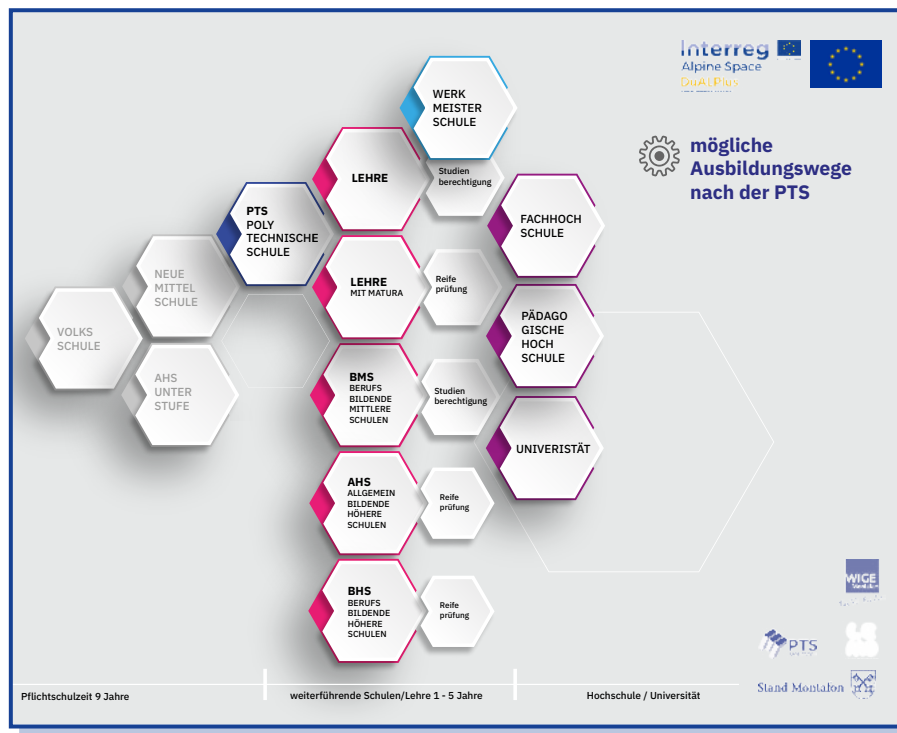 Interreg
Alpine Space
DuALPlus
mögliche
Ausbildungswege
nach der PTS
WERK
MEISTER
SCHULE
LEHRE
Studien
berechtigung
PTS
POLY
TECHNISCHE
SCHULE
FACHHOCH
SCHULE
NEUE
MITTEL
SCHULE
LEHRE
MIT MATURA
Reife
prüfung
VOLKS
SCHULE
PÄDAGO
GISCHE
HOCH
SCHULE
AHS
UNTER
STUFE
BMS
BERUFS
BILDENDE
MITTLERE
SCHULEN
Studien
berechtigung
UNIVERISTÄT
AHS
ALLGEMEIN
BILDENDE
HÖHERE
SCHULEN
Reife
prüfung
BHS
BERUFS
BILDENDE
HÖHERE
SCHULEN
Reife
prüfung
WIGE
PTS
Stand Montafon
Pflichtschulzeit 9 Jahre
weiterführende Schulen/Lehre 1 - 5 Jahre
Hochschule / Universität